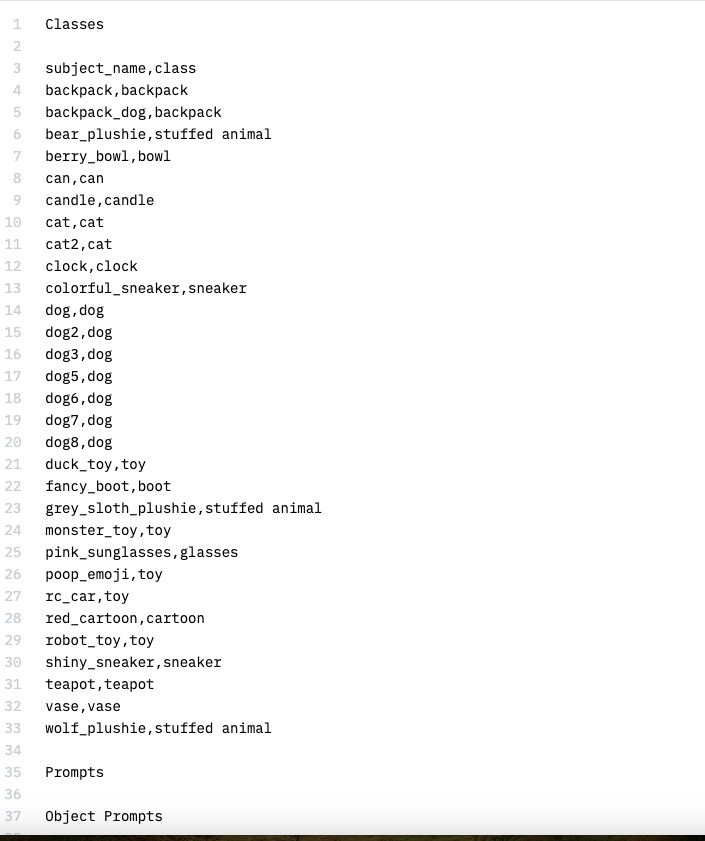 1 Classes
2
3 subject_name,class
4 backpack,backpack
5 backpack_dog,backpack
6 bear_plushie,stuffed animal
7 berry_bowl,bowl
8 can,can
9 candle,candle
10 cat,cat
11 cat2,cat
12 clock,clock
13 colorful_sneaker,sneaker
14 dog,dog
15 dog2,dog
16 dog3,dog
17 dog5,dog
18 dog6,dog
19 dog7,dog
20 dog8,dog
21 duck_toy,toy
22 fancy_boot,boot
23 grey_sloth_plushie,stuffed animal
24 monster_toy,toy
25 pink_sunglasses,glasses
26 poop_emoji,toy
27 rc_car,toy
28 red_cartoon,cartoon
29 robot_toy,toy
30 shiny_sneaker,sneaker
31 teapot,teapot
32 vase,vase
33 wolf_plushie,stuffed animal
34
35 Prompts
36
37 Object Prompts